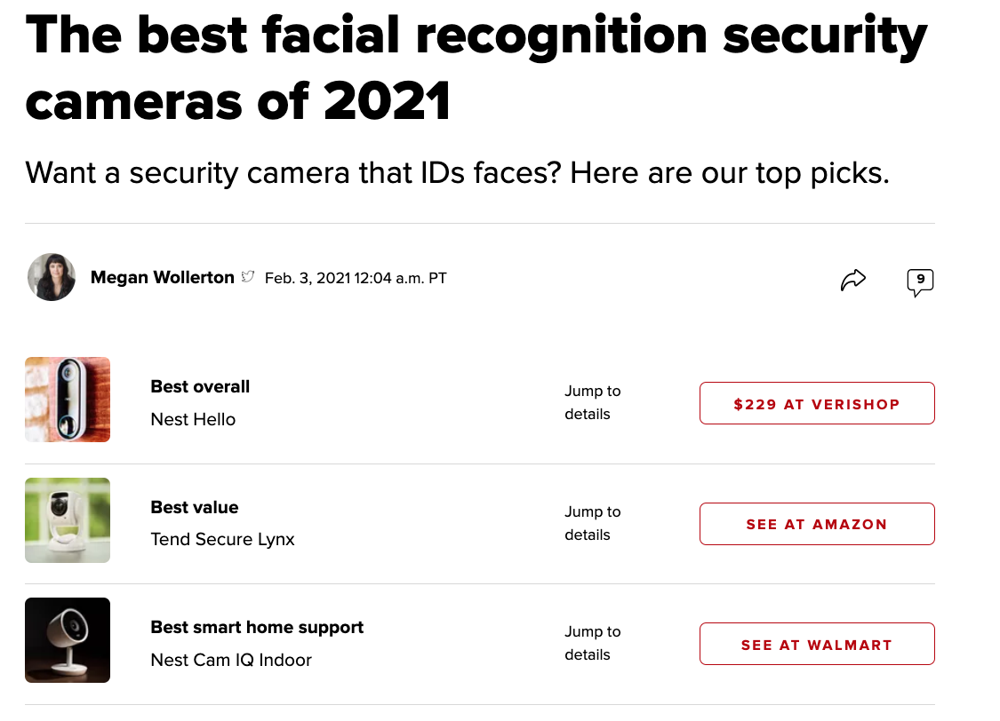 The best facial recognition security
cameras of 2021
Want a security camera that IDs faces? Here are our top picks.
Megan Wollerton Feb. 3, 2021 12:04 a.m. PT
9
Best overall
Nest Hello
Jump to
details
$229 AT VERISHOP
Best value
Tend Secure Lynx
Jump to
details
SEE AT AMAZON
Best smart home support
Nest Cam IQ Indoor
Jump to
details
SEE AT WALMART